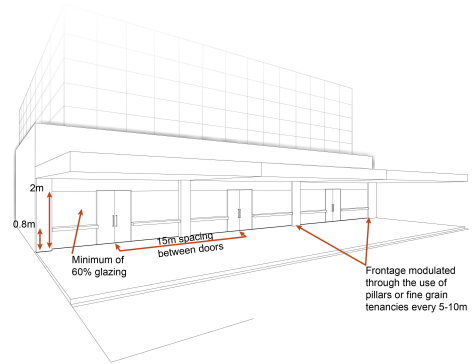 2m
0.8m
Minimum of
60% glazing
15m spacing
between doors
Frontage modulated
through the use of
pillars or fine grain
tenancies every 5-10m